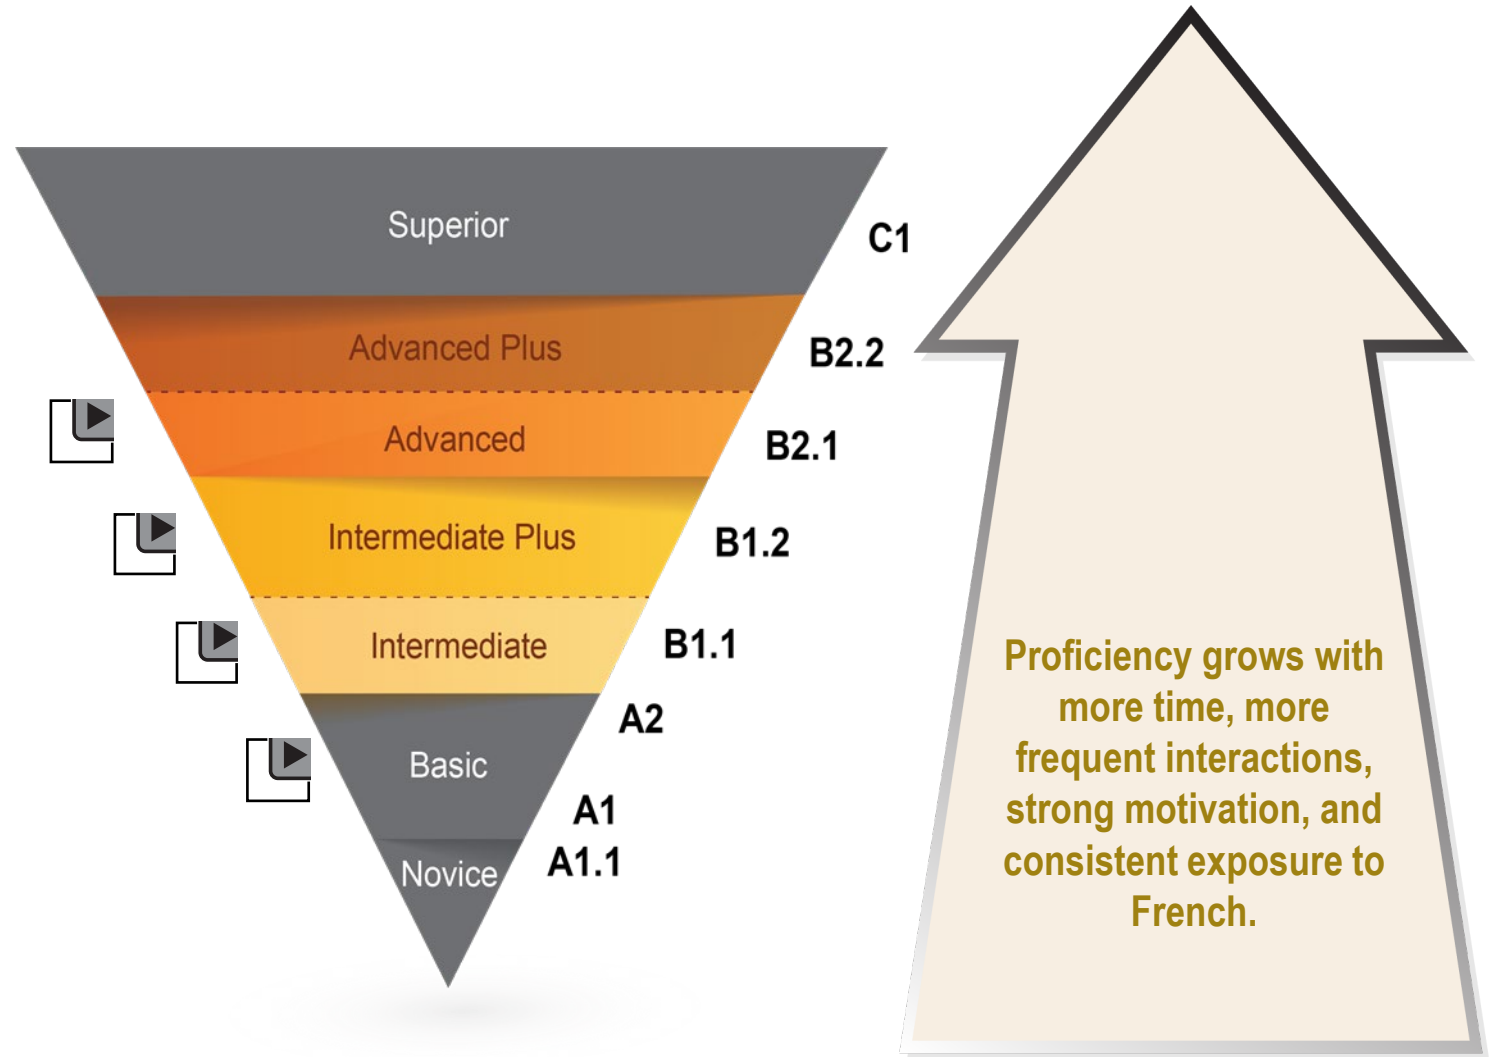 Superior
C1
Advanced Plus
B2.2
Advanced
B2.1
Intermediate Plus
B1.2
Intermediate
B1.1
A2
Basic
A1
Novice
A1.1
Proficiency grows with
more time, more
frequent interactions,
strong motivation, and
consistent exposure to
French.